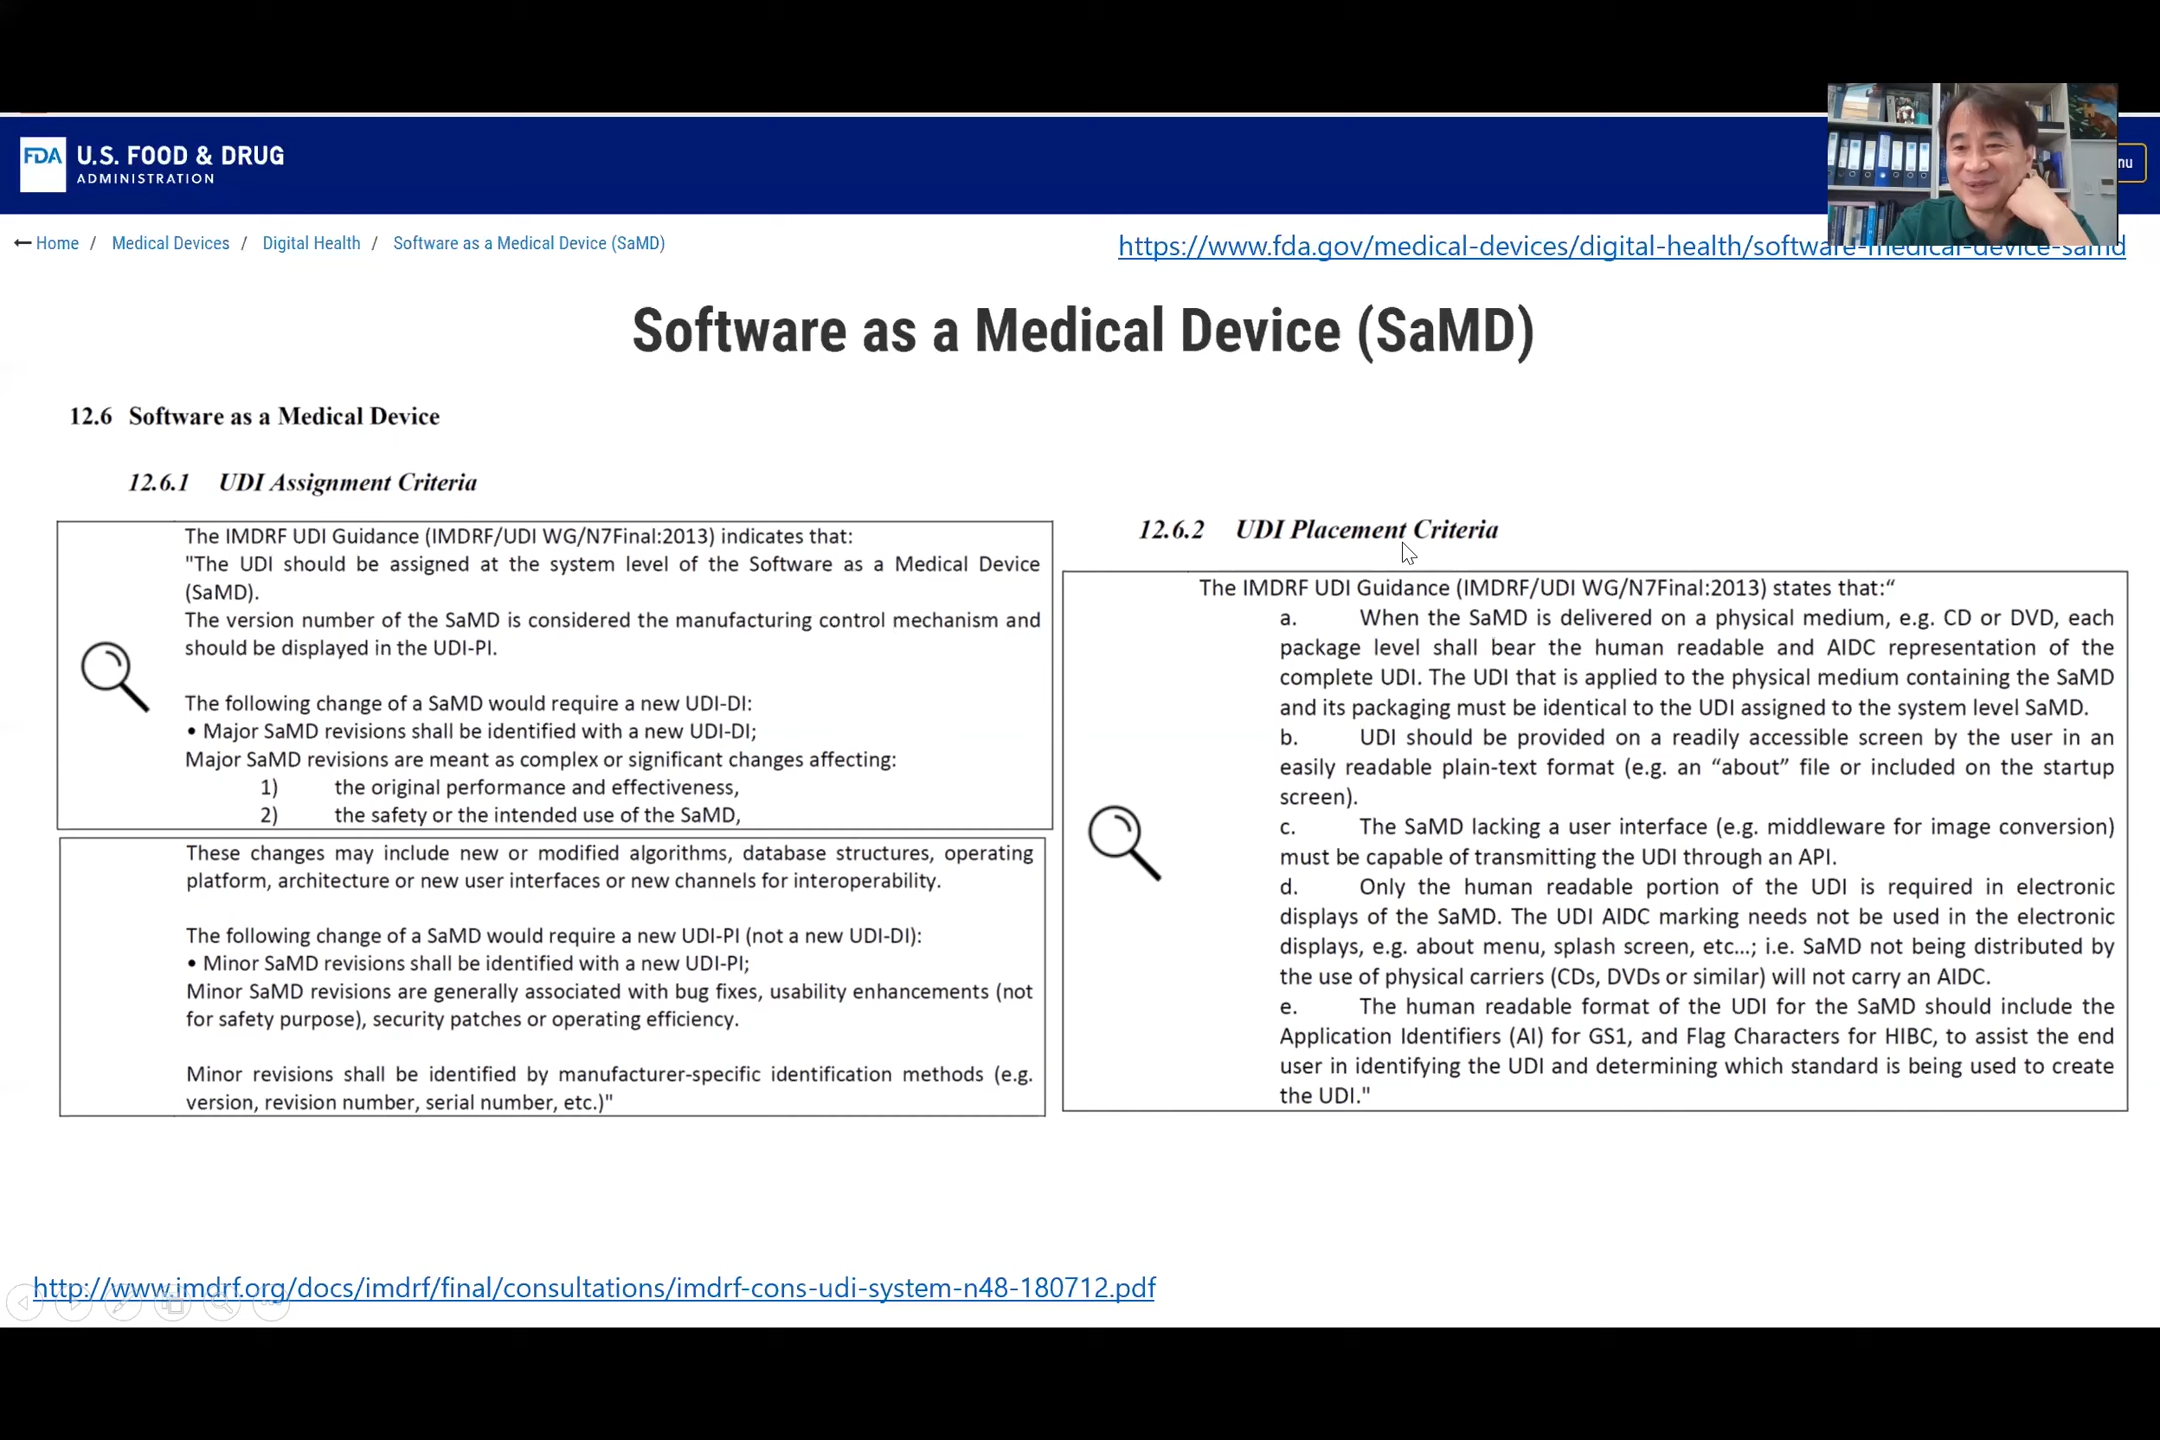 FDA U.S. FOOD & DRUG
ADMINISTRATION
nu
Home / Medical Devices / Digital Health / Software as a Medical Device (SaMD)
https://www.fda.gov/medical-devices/digital-health/software-medical-device-samd
Software as a Medical Device (SaMD)
12.6 Software as a Medical Device
12.6.1 UDI Assignment Criteria
The IMDRF UDI Guidance (IMDRF/UDI WG/N7Final:2013) indicates that:
"The UDI should be assigned at the system level of the Software as a Medical Device
(SaMD).
The version number of the SaMD is considered the manufacturing control mechanism and
should be displayed in the UDI-PI.
The following change of a SaMD would require a new UDI-DI:
• Major SaMD revisions shall be identified with a new UDI-DI;
Major SaMD revisions are meant as complex or significant changes affecting:
1) the original performance and effectiveness,
2) the safety or the intended use of the SaMD,
These changes may include new or modified algorithms, database structures, operating
platform, architecture or new user interfaces or new channels for interoperability.
The following change of a SaMD would require a new UDI-PI (not a new UDI-DI):
• Minor SaMD revisions shall be identified with a new UDI-PI;
Minor SaMD revisions are generally associated with bug fixes, usability enhancements (not
for safety purpose), security patches or operating efficiency.
Minor revisions shall be identified by manufacturer-specific identification methods (e.g.
version, revision number, serial number, etc.)"
12.6.2 UDI Placement Criteria
The IMDRF UDI Guidance (IMDRF/UDI WG/N7Final:2013) states that:“
a. When the SaMD is delivered on a physical medium, e.g. CD or DVD, each
package level shall bear the human readable and AIDC representation of the
complete UDI. The UDI that is applied to the physical medium containing the SaMD
and its packaging must be identical to the UDI assigned to the system level SaMD.
b. UDI should be provided on a readily accessible screen by the user in an
easily readable plain-text format (e.g. an “about” file or included on the startup
screen).
c. The SaMD lacking a user interface (e.g. middleware for image conversion)
must be capable of transmitting the UDI through an API.
d. Only the human readable portion of the UDI is required in electronic
displays of the SaMD. The UDI AIDC marking needs not be used in the electronic
displays, e.g. about menu, splash screen, etc...; i.e. SaMD not being distributed by
the use of physical carriers (CDs, DVDs or similar) will not carry an AIDC.
e. The human readable format of the UDI for the SaMD should include the
Application Identifiers (AI) for GS1, and Flag Characters for HIBC, to assist the end
user in identifying the UDI and determining which standard is being used to create
the UDI."
http://www.imdrf.org/docs/imdrf/final/consultations/imdrf-cons-udi-system-n48-180712.pdf